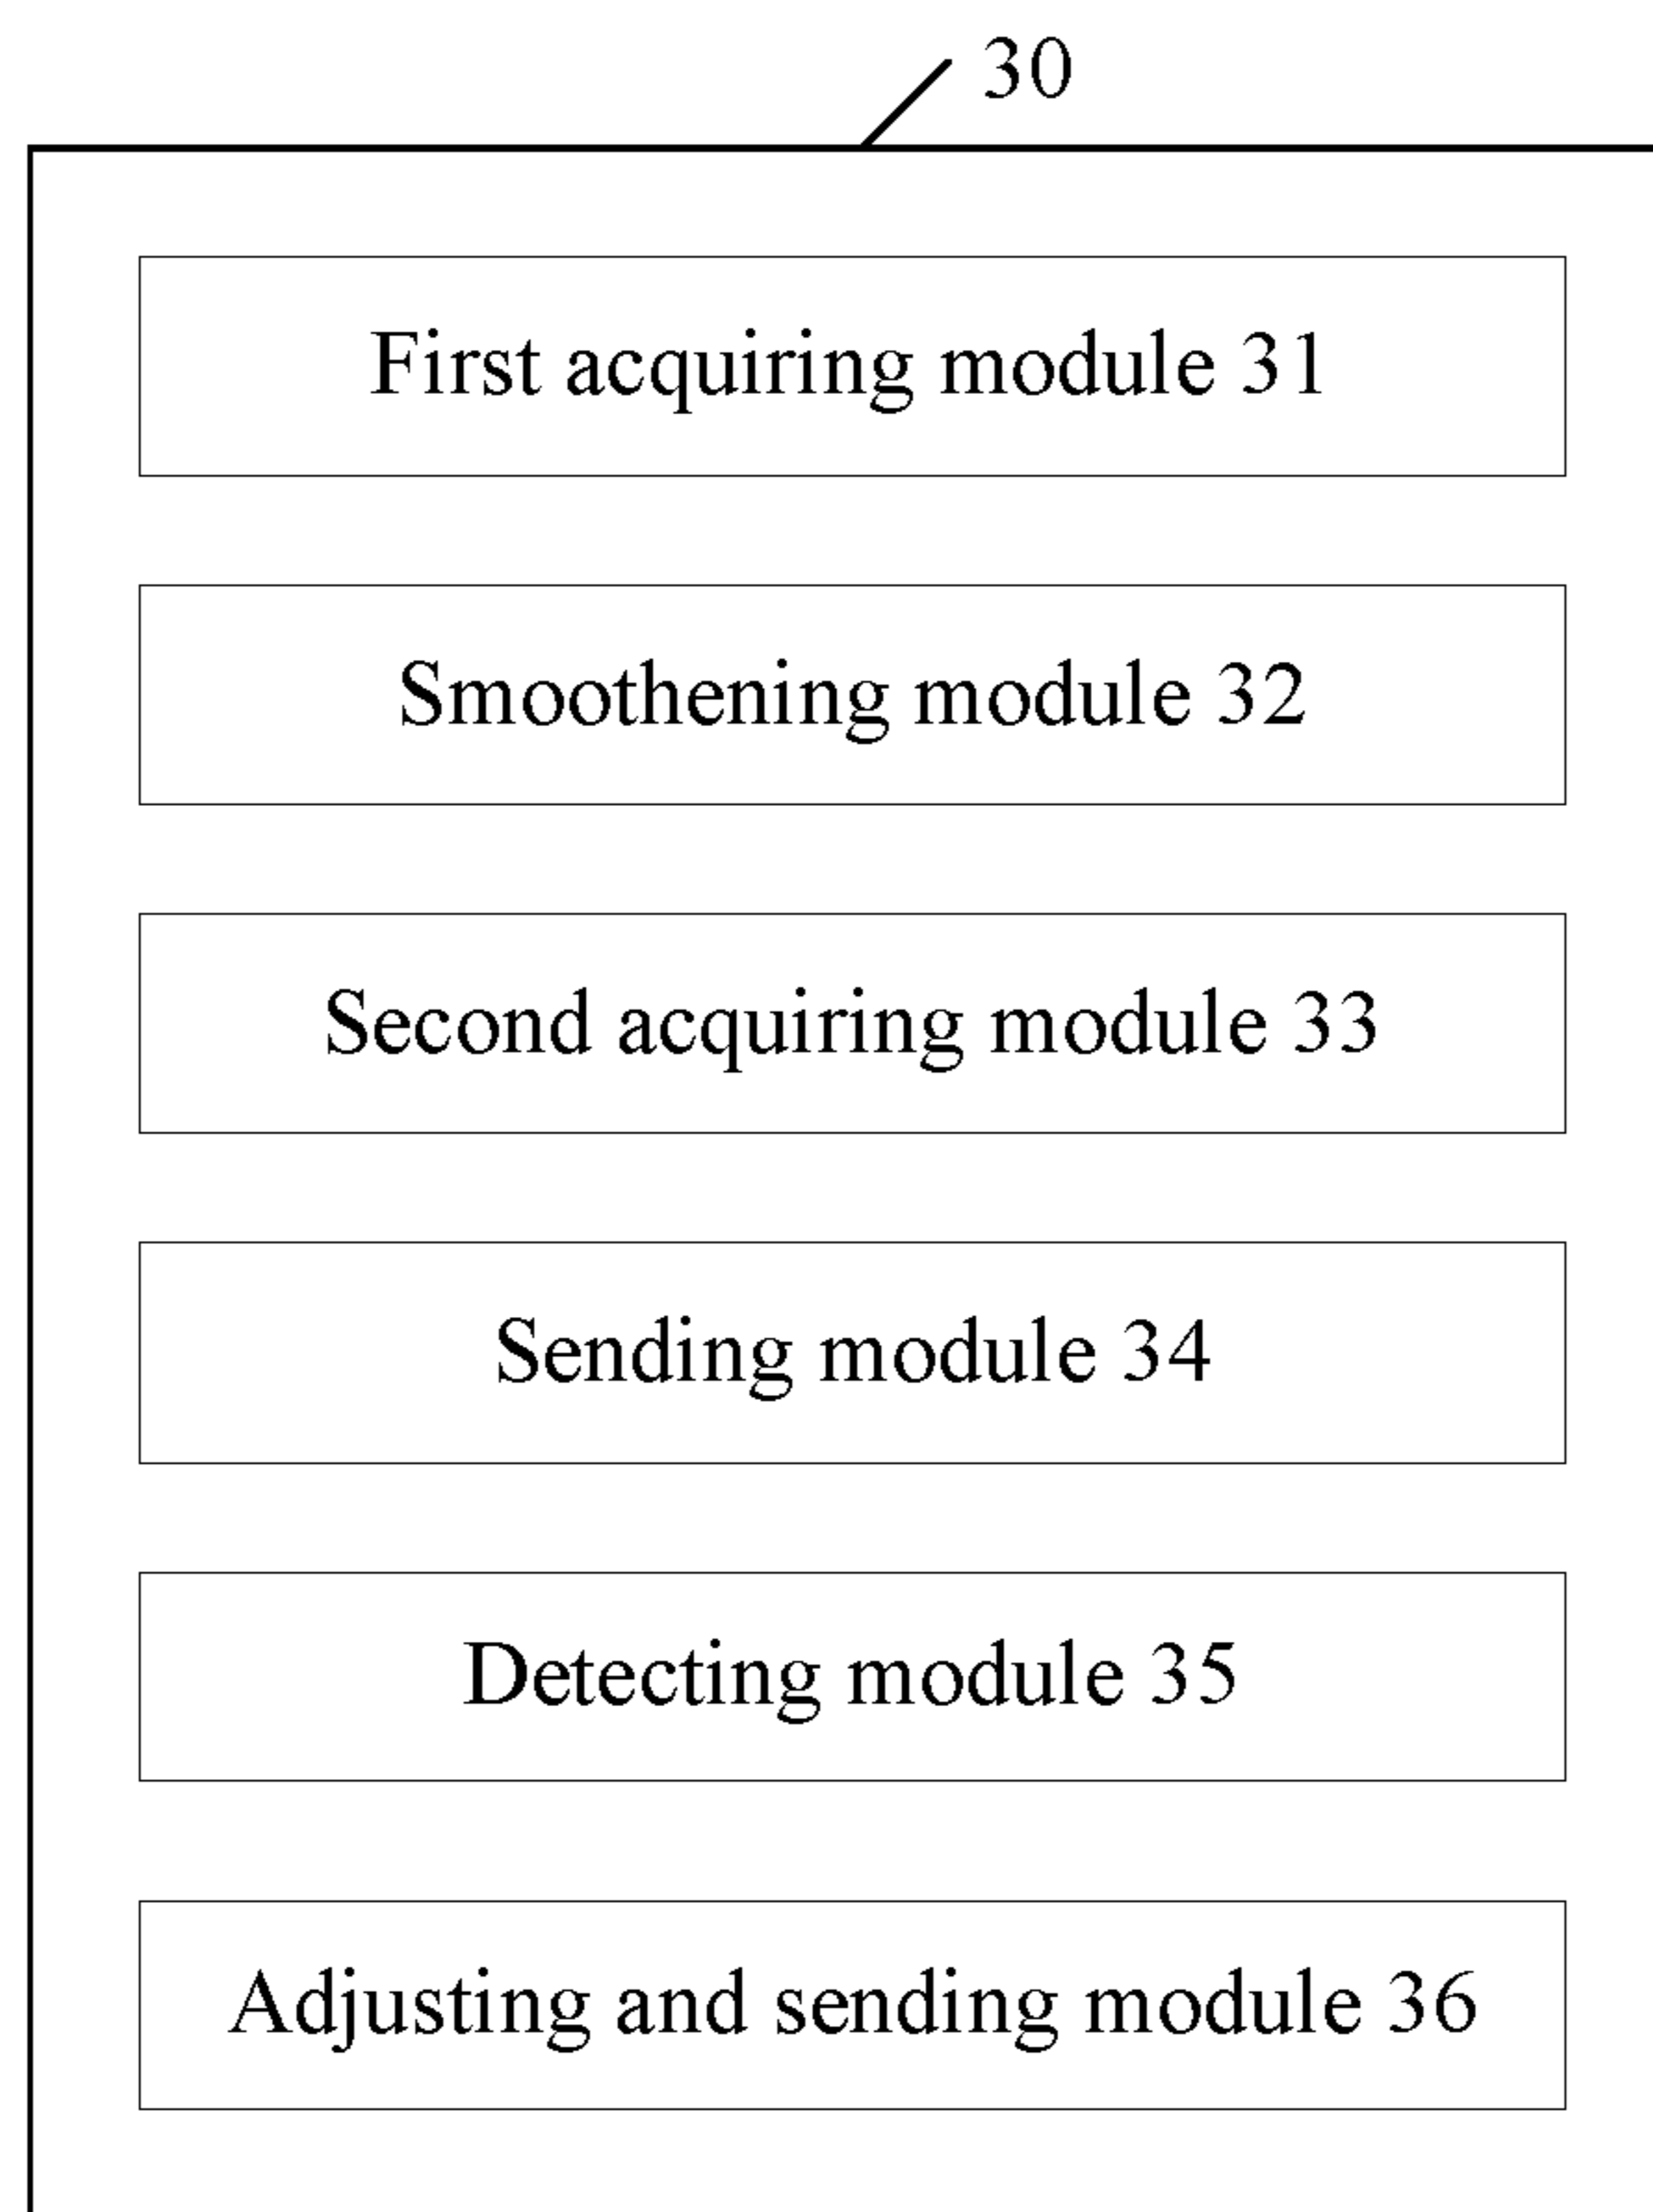 30
First acquiring module 31
Smoothening module 32
Second acquiring module 33
Sending module 34
Detecting module 35
Adjusting and sending module 36